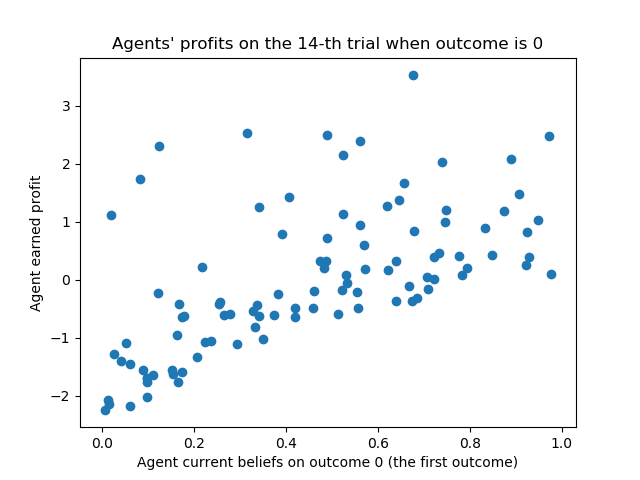 Agents' profits on the 14-th trial when outcome is 0
Agent earned profit
3
2
1
0
−1
−2
0.0 0.2 0.4 0.6 0.8 1.0
Agent current beliefs on outcome 0 (the first outcome)